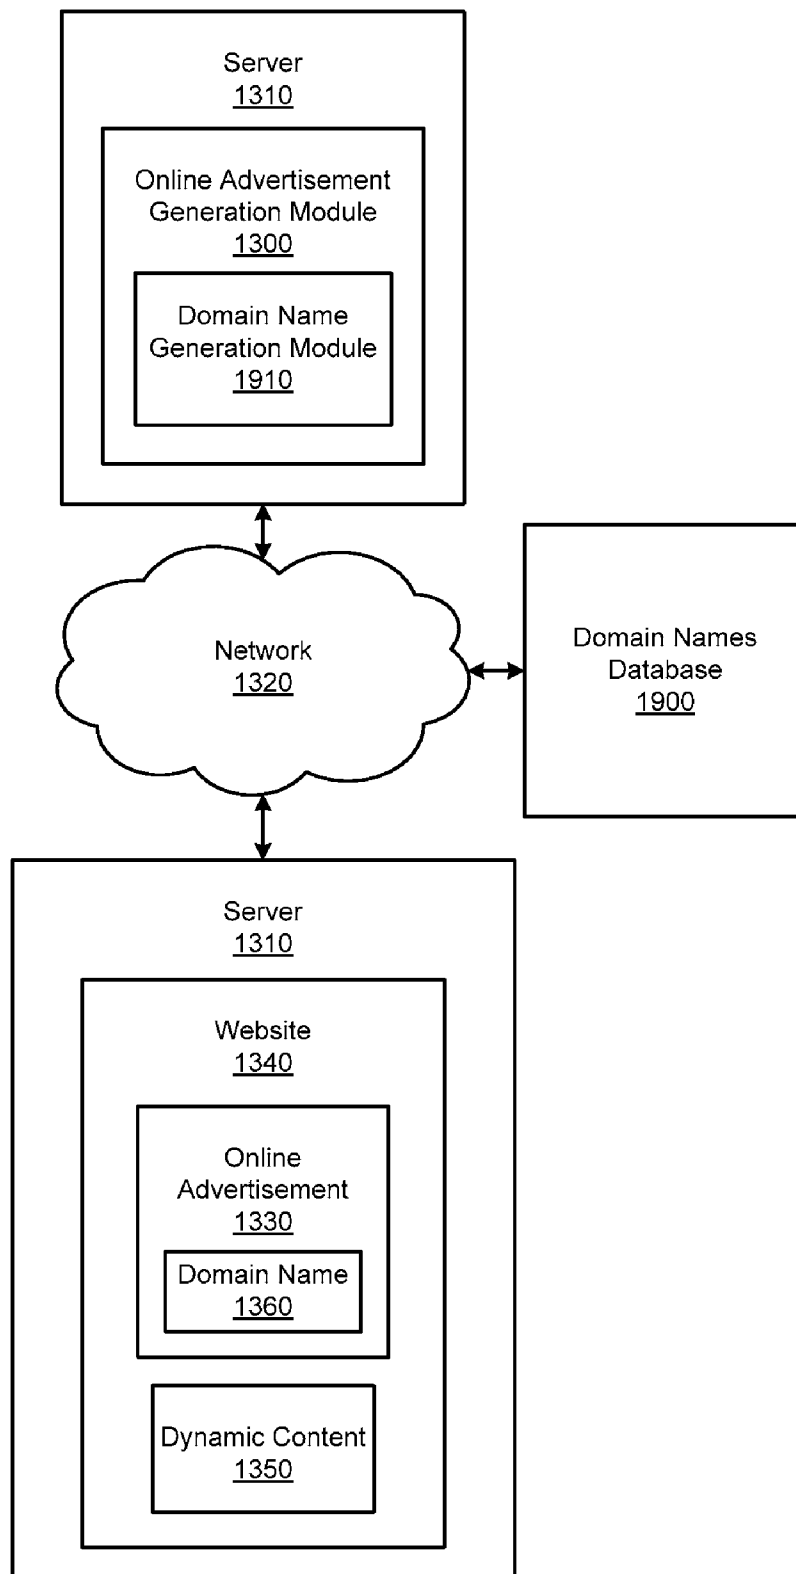 Server
1310
Online Advertisement
Generation Module
1300
Domain Name
Generation Module
1910
Network
1320
Domain Names
Database
1900
Server
1310
Website
1340
Online
Advertisement
1330
Domain Name
1360
Dynamic Content
1350